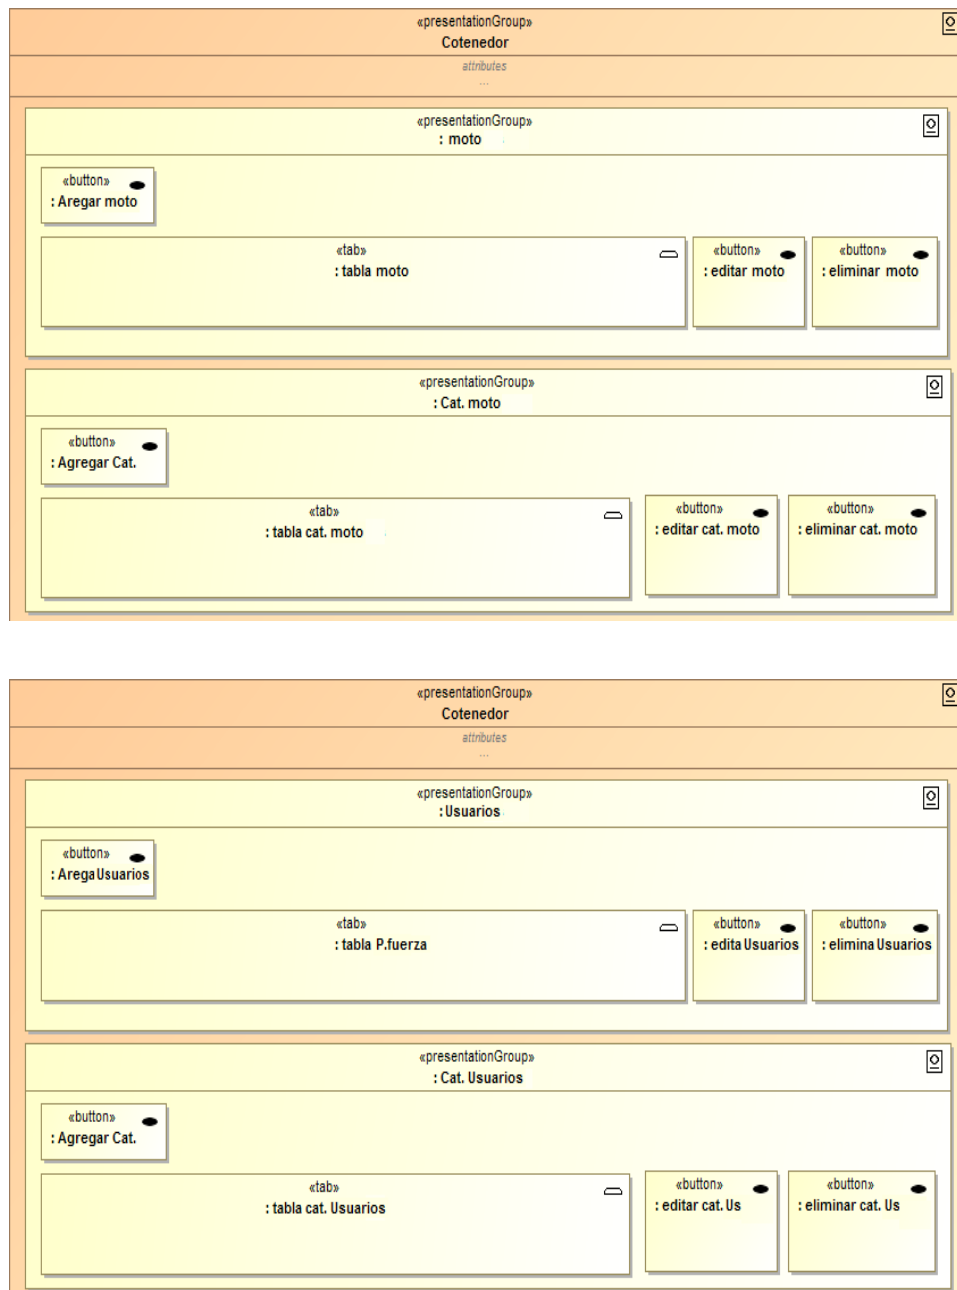 «presentationGroup»
Cotenedor
attributes
...
«presentationGroup»
: moto
«button»
: Aregar moto
«tab»
: tabla moto
«button»
: editar moto
«button»
: eliminar moto
«presentationGroup»
: Cat. moto
«button»
: Agregar Cat.
«tab»
: tabla cat. moto
«button»
: editar cat. moto
«button»
: eliminar cat. moto
«presentationGroup»
Cotenedor
attributes
...
«presentationGroup»
: Usuarios
«button»
: Arega Usuarios
«tab»
: tabla P.fuerza
«button»
: edita Usuarios
«button»
: elimina Usuarios
«presentationGroup»
: Cat. Usuarios
«button»
: Agregar Cat.
«tab»
: tabla cat. Usuarios
«button»
: editar cat. Us
«button»
: eliminar cat. Us